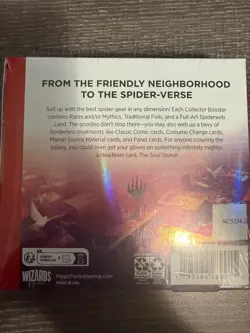 FROM THE FRIENDLY NEIGHBORHOOD
TO THE SPIDER-VERSE
Suit up with the best spider-gear in any dimension! Each Collector Booster
contains Rares and/or Mythics, Traditional Foils, and a Full-Art Spiderweb
Land. The goodies don't stop there—you may also web up a bevy of
borderless treatments like Classic Comic cards, Costume Change cards,
Marvel Source Material cards, and Panel cards. For anyone scouring the
galaxy, you could even get your gloves on something infinitely mighty:
a Headliner card, The Soul Stone!
WIZARDS
MagicTheGathering.com